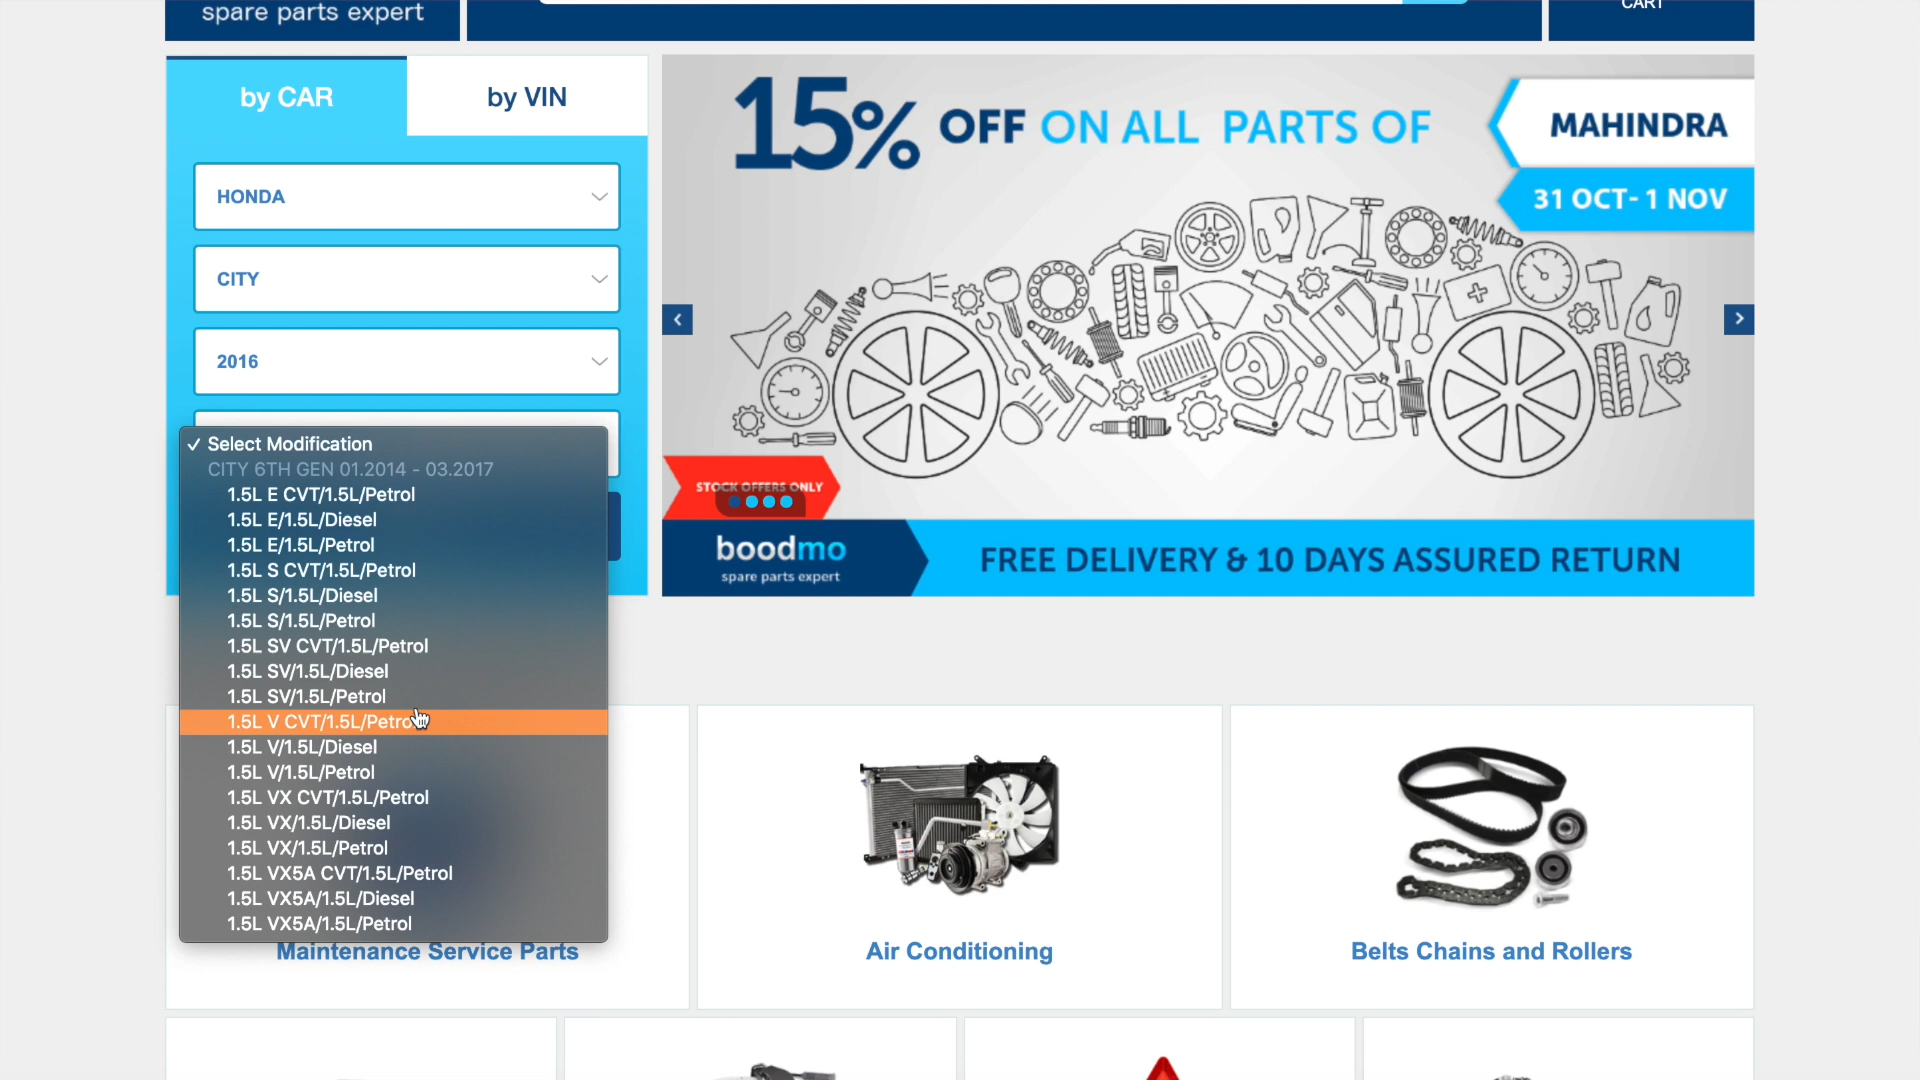 spare parts expert
CART
by CAR
by VIN
HONDA
CITY
2016
✓ Select Modification
CITY 6TH GEN 01.2014 - 03.2017
1.5L E CVT/1.5L/Petrol
1.5L E/1.5L/Diesel
1.5L E/1.5L/Petrol
1.5L S CVT/1.5L/Petrol
1.5L S/1.5L/Diesel
1.5L S/1.5L/Petrol
1.5L SV CVT/1.5L/Petrol
1.5L SV/1.5L/Diesel
1.5L SV/1.5L/Petrol
1.5L V CVT/1.5L/Petrol
1.5L V/1.5L/Diesel
1.5L V/1.5L/Petrol
1.5L VX CVT/1.5L/Petrol
1.5L VX/1.5L/Diesel
1.5L VX/1.5L/Petrol
1.5L VX5A CVT/1.5L/Petrol
1.5L VX5A/1.5L/Diesel
1.5L VX5A/1.5L/Petrol
15% OFF ON ALL PARTS OF
MAHINDRA
31 OCT- 1 NOV
STOCK OFFERS ONLY
boodmo
spare parts expert
FREE DELIVERY & 10 DAYS ASSURED RETURN
Maintenance Service Parts
Air Conditioning
Belts Chains and Rollers